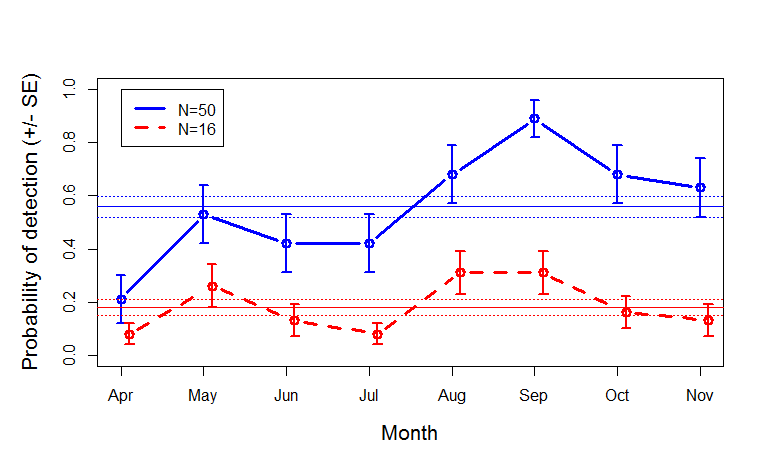 Probability of detection (+/- SE)
1.0
0.8
0.6
0.4
0.2
0.0
N=50
N=16
Apr May Jun Jul Aug Sep Oct Nov
Month